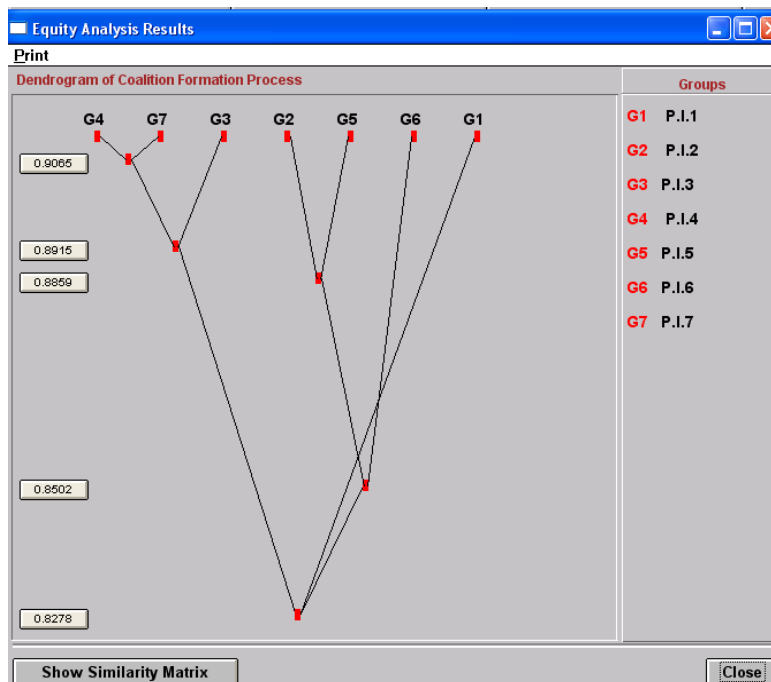 Equity Analysis Results
Print
Dendrogram of Coalition Formation Process
Groups
G4 G7 G3 G2 G5 G6 G1
0.9065
0.8915
0.8859
0.8502
0.8278
G1 P.I.1
G2 P.I.2
G3 P.I.3
G4 P.I.4
G5 P.I.5
G6 P.I.6
G7 P.I.7
Show Similarity Matrix
Close